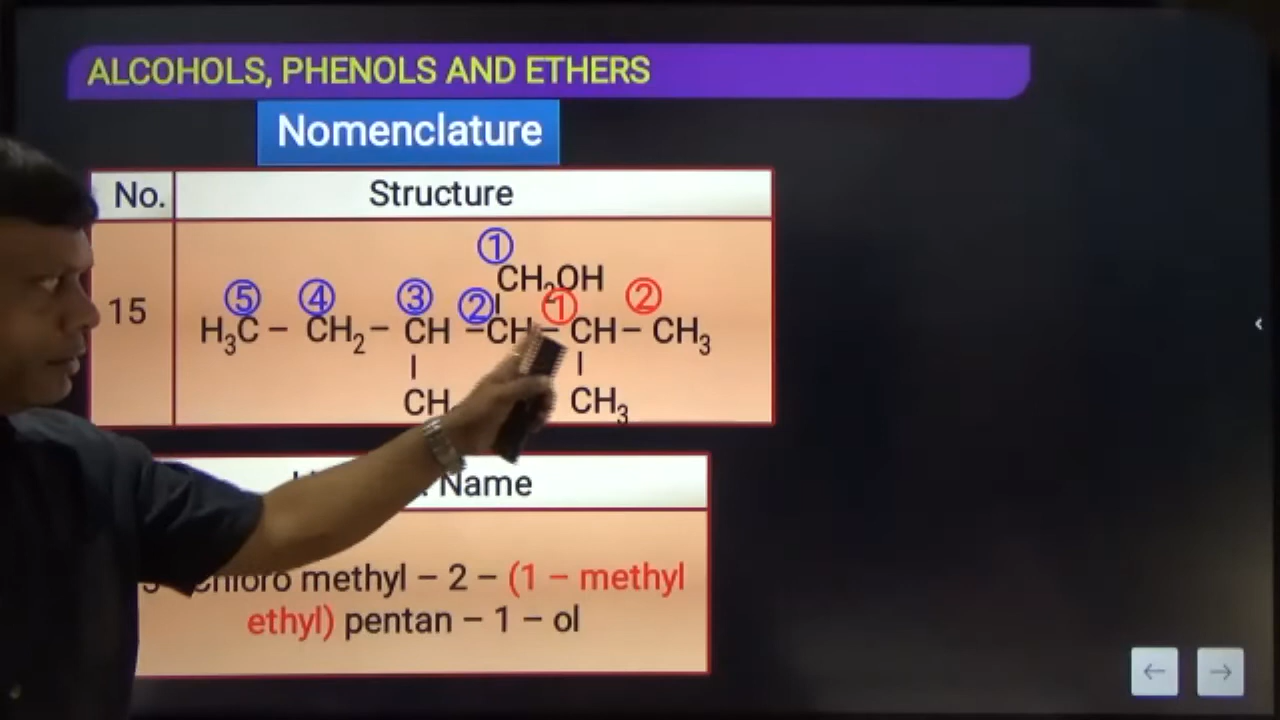 ALCOHOLS, PHENOLS AND ETHERS
Nomenclature
No. Structure
①
CH₂OH
⑤ ④ ③ ② ① ②
15
H₃C – CH₂ – CH – CH – CH – CH₃
CH CH₃
Name
methyl – 2 – (1 – methyl
ethyl) pentan – 1 – ol
← →